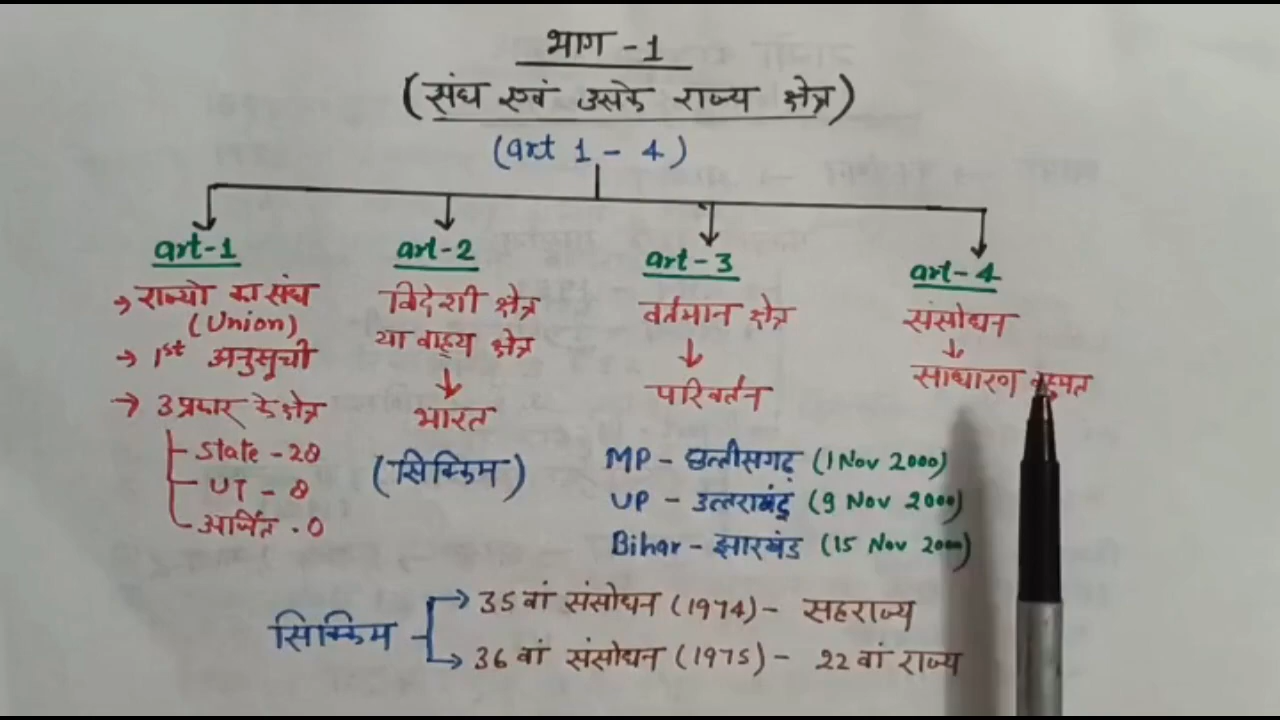 भाग - 1
(संघ एवं उसके राज्य क्षेत्र)
(art 1 - 4)
art-1
→ राज्यो का संघ
(Union)
→ 1st अनुसूची
→ 3 प्रकार के क्षेत्र
State - 28
UT - 8
अर्जित - 0
art-2
विदेशी क्षेत्र
या वाह्य क्षेत्र
↓
भारत
(सिक्किम)
art-3
वर्तमान क्षेत्र
↓
परिवर्तन
MP - छत्तीसगढ़ (1 Nov 2000)
UP - उत्तराखंड (9 Nov 2000)
Bihar - झारखंड (15 Nov 2000)
art-4
संसोधन
↓
साधारण बहुमत
सिक्किम
→ 35 वां संसोधन (1974) - सहराज्य
→ 36 वां संसोधन (1975) - 22 वां राज्य